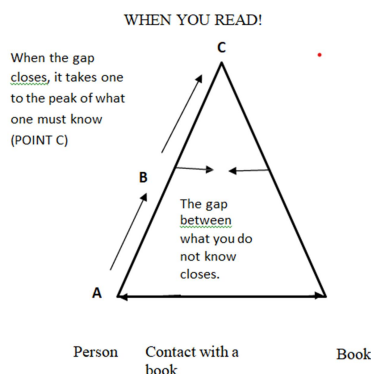 WHEN YOU READ!
When the gap
closes, it takes one
to the peak of what
one must know
(POINT C)
C
B
The gap
between
what you do
not know
closes.
A
Person
Contact with a
book
Book